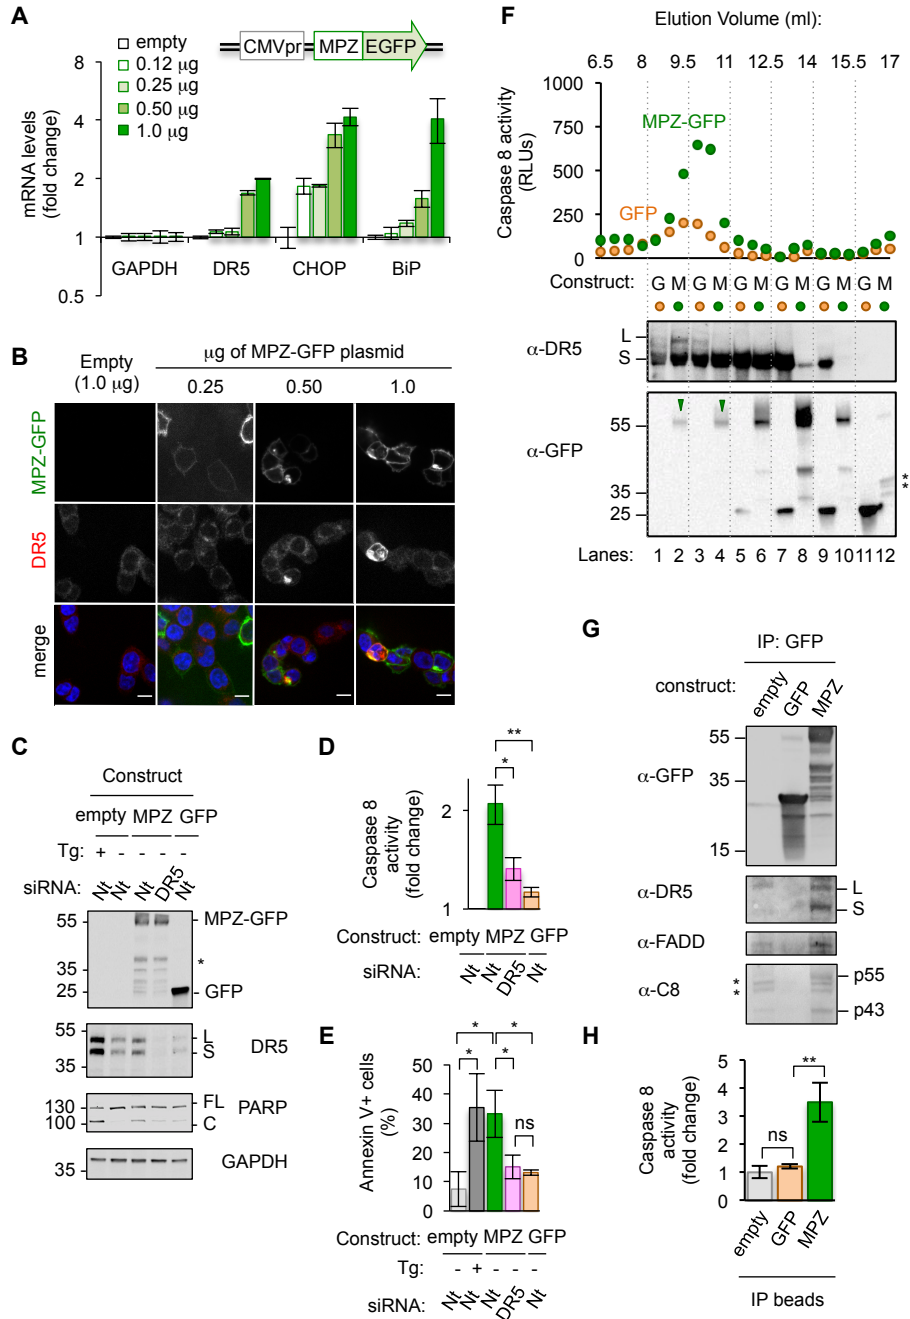 A
CMVpr MPZ EGFP
empty
0.12 µg
0.25 µg
0.50 µg
1.0 µg
mRNA levels
(fold change)
8
4
2
1
0.5
GAPDH DR5 CHOP BiP
B
Empty
(1.0 µg)
µg of MPZ-GFP plasmid
0.25 0.50 1.0
MPZ-GFP
DR5
merge
C
Construct
empty MPZ GFP
Tg: + - - - -
siRNA: Nt Nt Nt DR5 Nt
55
35
25
MPZ-GFP
*
GFP
55
35
L
S
DR5
130
100
FL
C
PARP
35
GAPDH
D
Caspase 8
activity
(fold change)
2
1
*
**
Construct: empty MPZ GFP
siRNA: Nt Nt DR5 Nt
E
Annexin V+ cells
(%)
50
40
30
20
10
0
* *
* *
ns
Construct: empty MPZ GFP
Tg: - + - - -
siRNA: Nt Nt Nt DR5 Nt
F
Elution Volume (ml):
6.5 8 9.5 11 12.5 14 15.5 17
Caspase 8 activity
(RLUs)
1000
750
500
250
0
MPZ-GFP
GFP
Construct: G M G M G M G M G M G M
α-DR5
L
S
α-GFP
55
35
25
*
*
Lanes: 1 2 3 4 5 6 7 8 9 10 11 12
G
IP: GFP
construct: empty GFP MPZ
α-GFP
55
35
15
α-DR5
L
S
α-FADD
α-C8
*
*
p55
p43
H
Caspase 8
activity
(fold change)
5
4
3
2
1
0
ns
**
empty GFP MPZ
IP beads